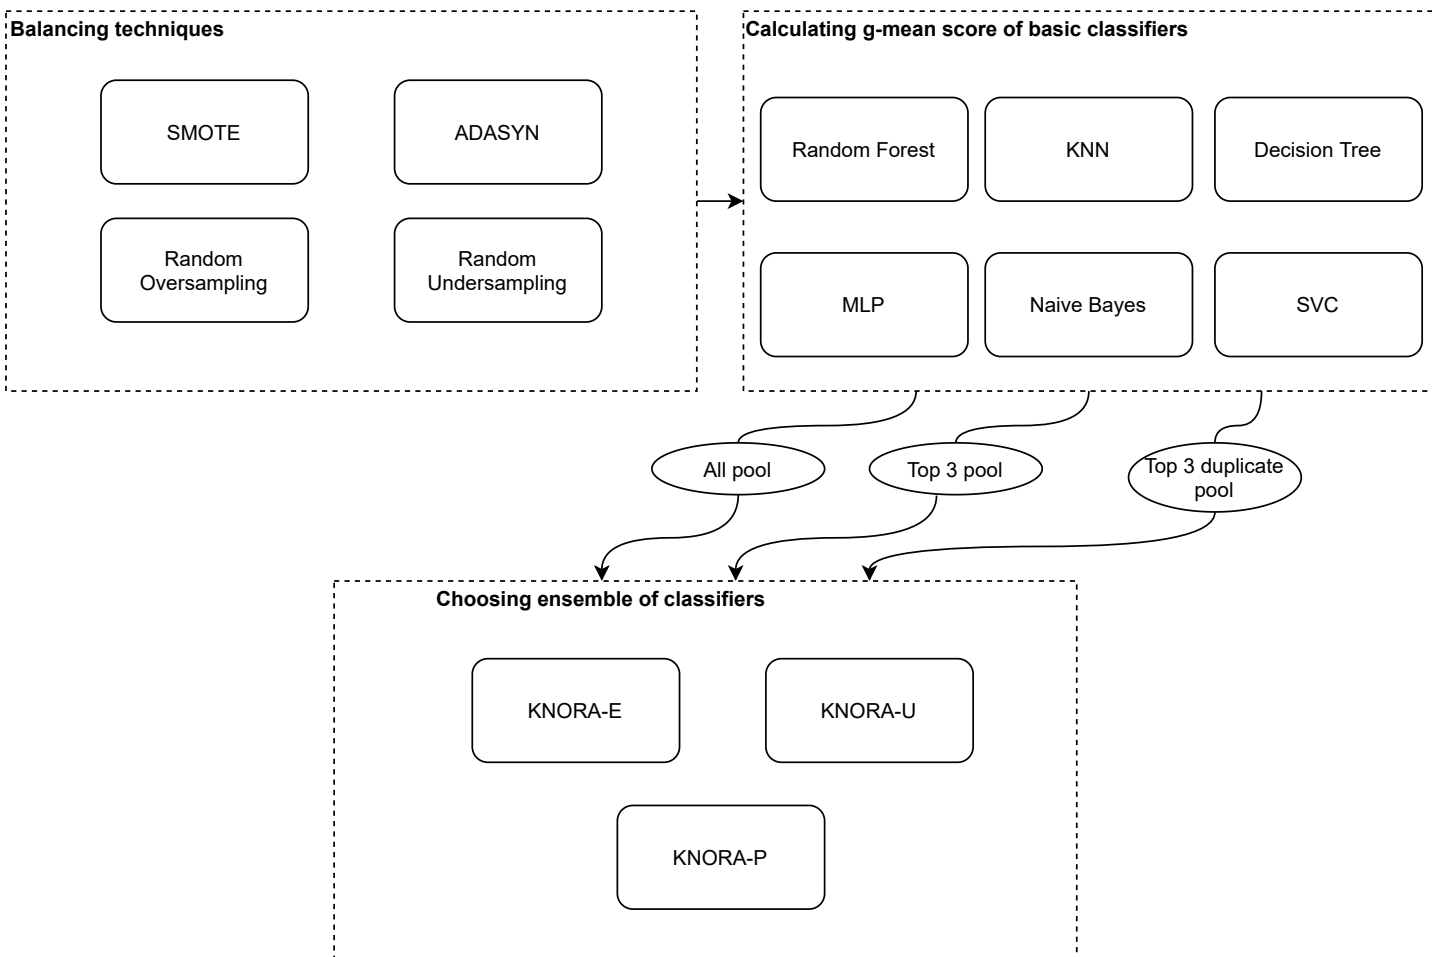 Balancing techniques
SMOTE
ADASYN
Random
Oversampling
Random
Undersampling
Calculating g-mean score of basic classifiers
Random Forest
KNN
Decision Tree
MLP
Naive Bayes
SVC
All pool
Top 3 pool
Top 3 duplicate
pool
Choosing ensemble of classifiers
KNORA-E
KNORA-U
KNORA-P